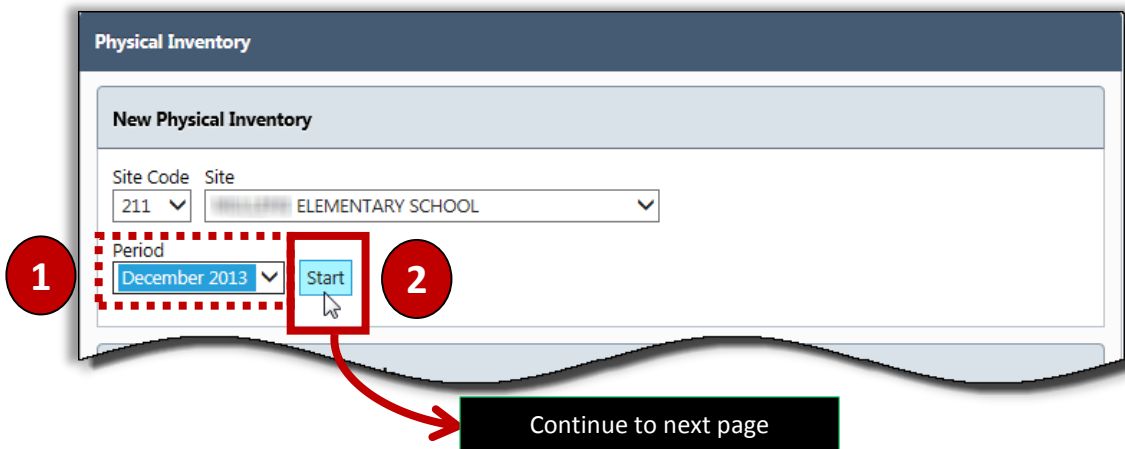 Physical Inventory
New Physical Inventory
Site Code Site
211 ELEMENTARY SCHOOL
Period
1 December 2013 Start 2
Continue to next page